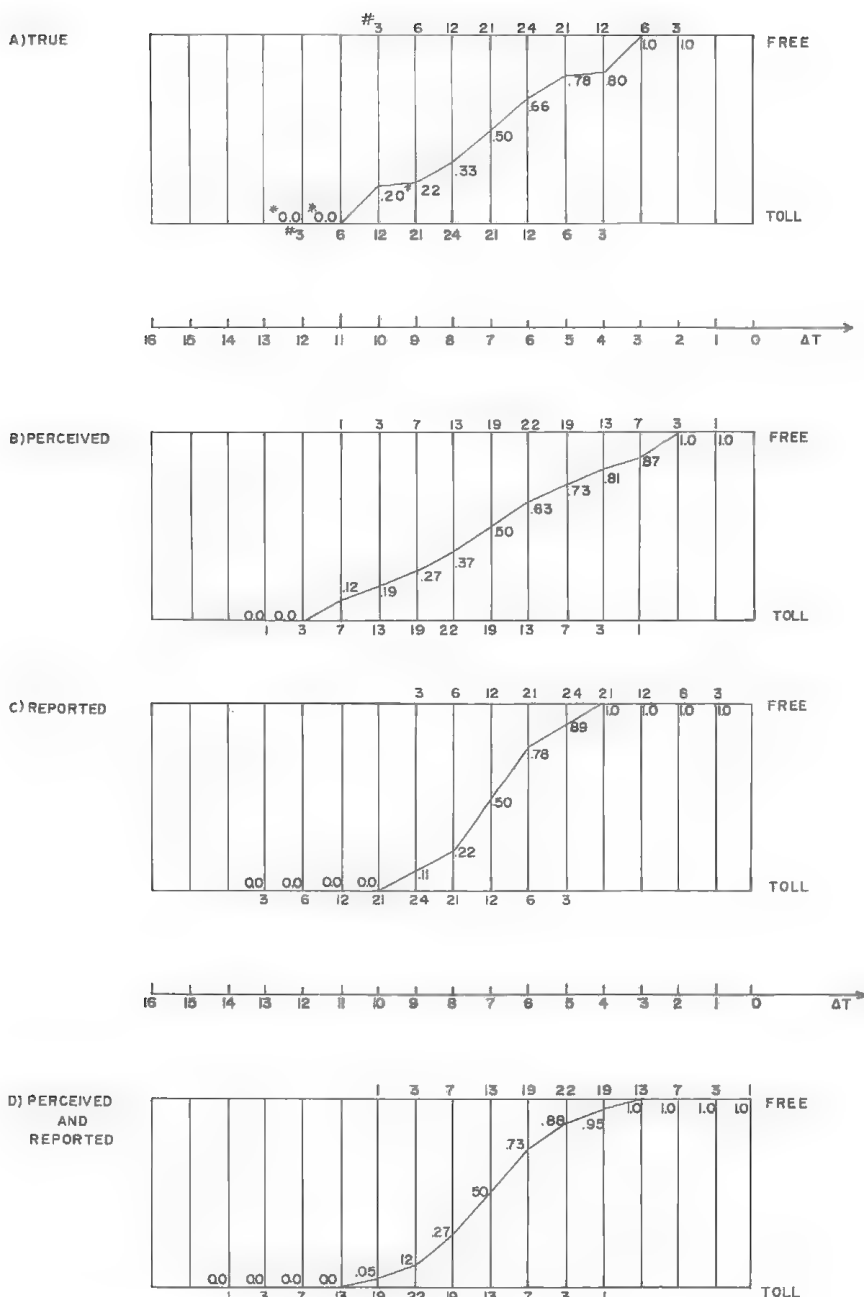 #3 6 12 21 24 21 12 6 3
A) TRUE 1.0 1.0 FREE
.78 .80
.66
.50
.33
.20* .22
*0.0 *0.0 TOLL
#3 6 12 21 24 21 12 6 3
16 15 14 13 12 11 10 9 8 7 6 5 4 3 2 1 0 ΔT
1 3 7 13 19 22 19 13 7 3 1
B) PERCEIVED 1.0 1.0 FREE
.87
.81
.73
.63
.50
.37
.27
.12 .19
0.0 0.0 TOLL
1 3 7 13 19 22 19 13 7 3 1
3 6 12 21 24 21 12 6 3
C) REPORTED 1.0 1.0 1.0 1.0 FREE
.89
.78
.50
.22
.11
0.0 0.0 0.0 0.0 TOLL
3 6 12 21 24 21 12 6 3
16 15 14 13 12 11 10 9 8 7 6 5 4 3 2 1 0 ΔT
1 3 7 13 19 22 19 13 7 3 1
D) PERCEIVED 1.0 1.0 1.0 1.0 FREE
AND .88 .95
REPORTED .73
.50
.27
.05 .12
0.0 0.0 0.0 0.0
1 3 7 13 19 22 19 13 7 3 1 TOLL